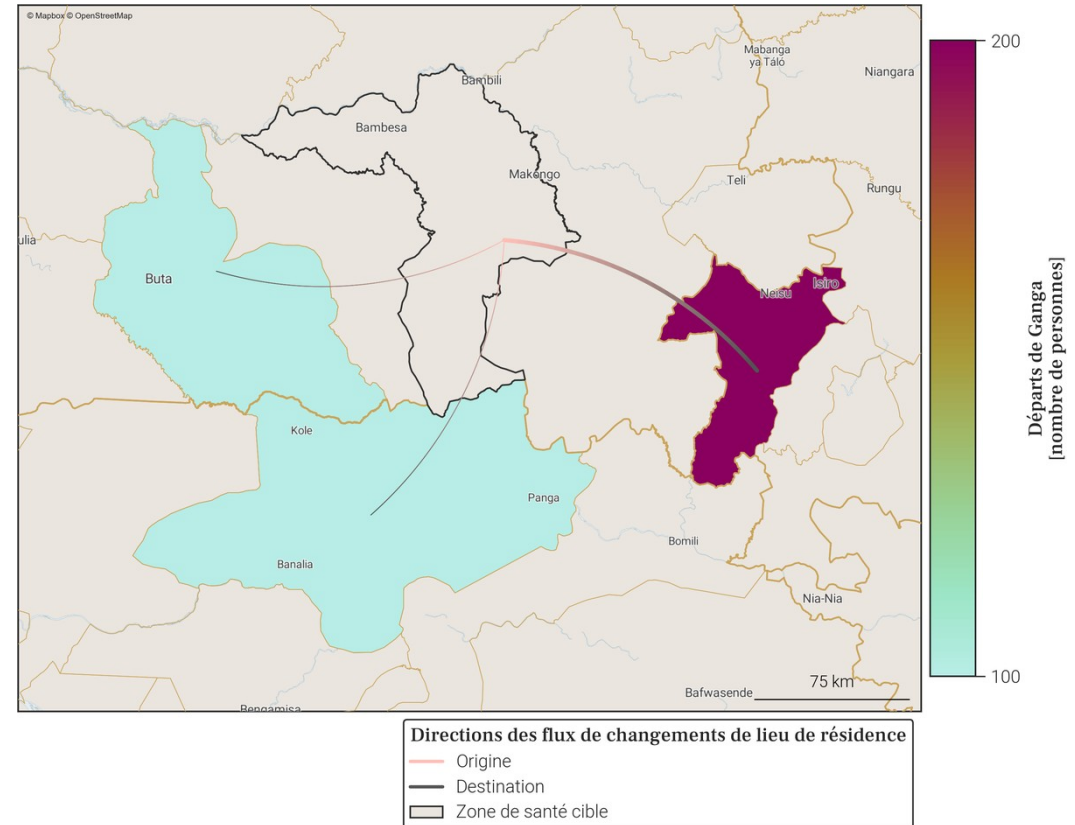 © Mapbox © OpenStreetMap
Mabanga
ya Táló
Bambili
Niangara
Bambesa
Makongo
Teli
Rungu
ulia
Buta
Neisu
Isiro
Kole
Panga
Bomili
Banalia
Nia-Nia
Bafwasende
75 km
Bengamisa
200
100
Départs de Ganga
[nombre de personnes]
Directions des flux de changements de lieu de résidence
Origine
Destination
Zone de santé cible